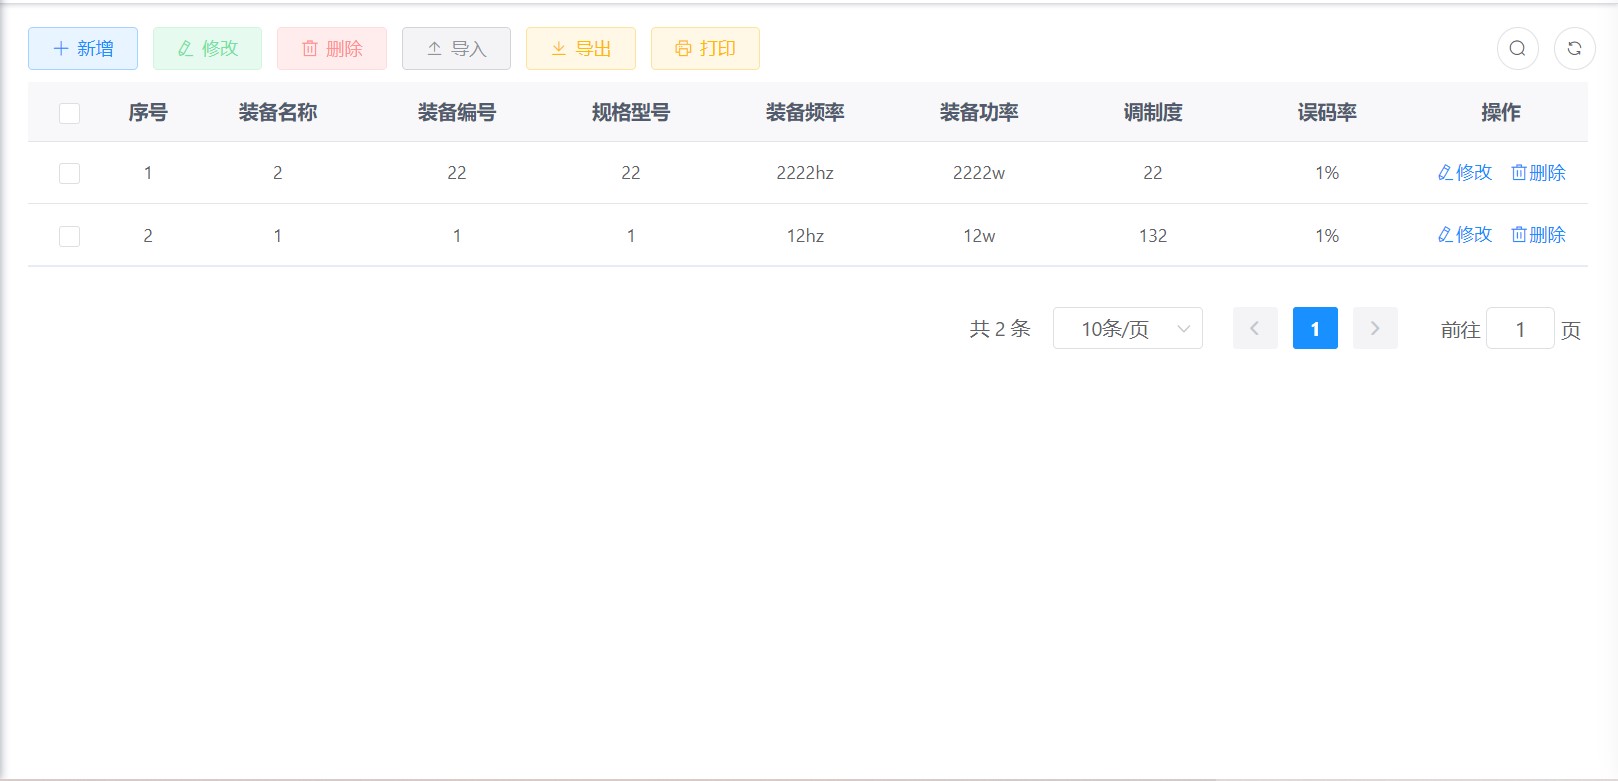 新增 修改 删除 导入 导出 打印
序号 装备名称 装备编号 规格型号 装备频率 装备功率 调制度 误码率 操作
1 2 22 22 2222hz 2222w 22 1% 修改 删除
2 1 1 1 12hz 12w 132 1% 修改 删除
共 2 条 10条/页 1 前往 1 页